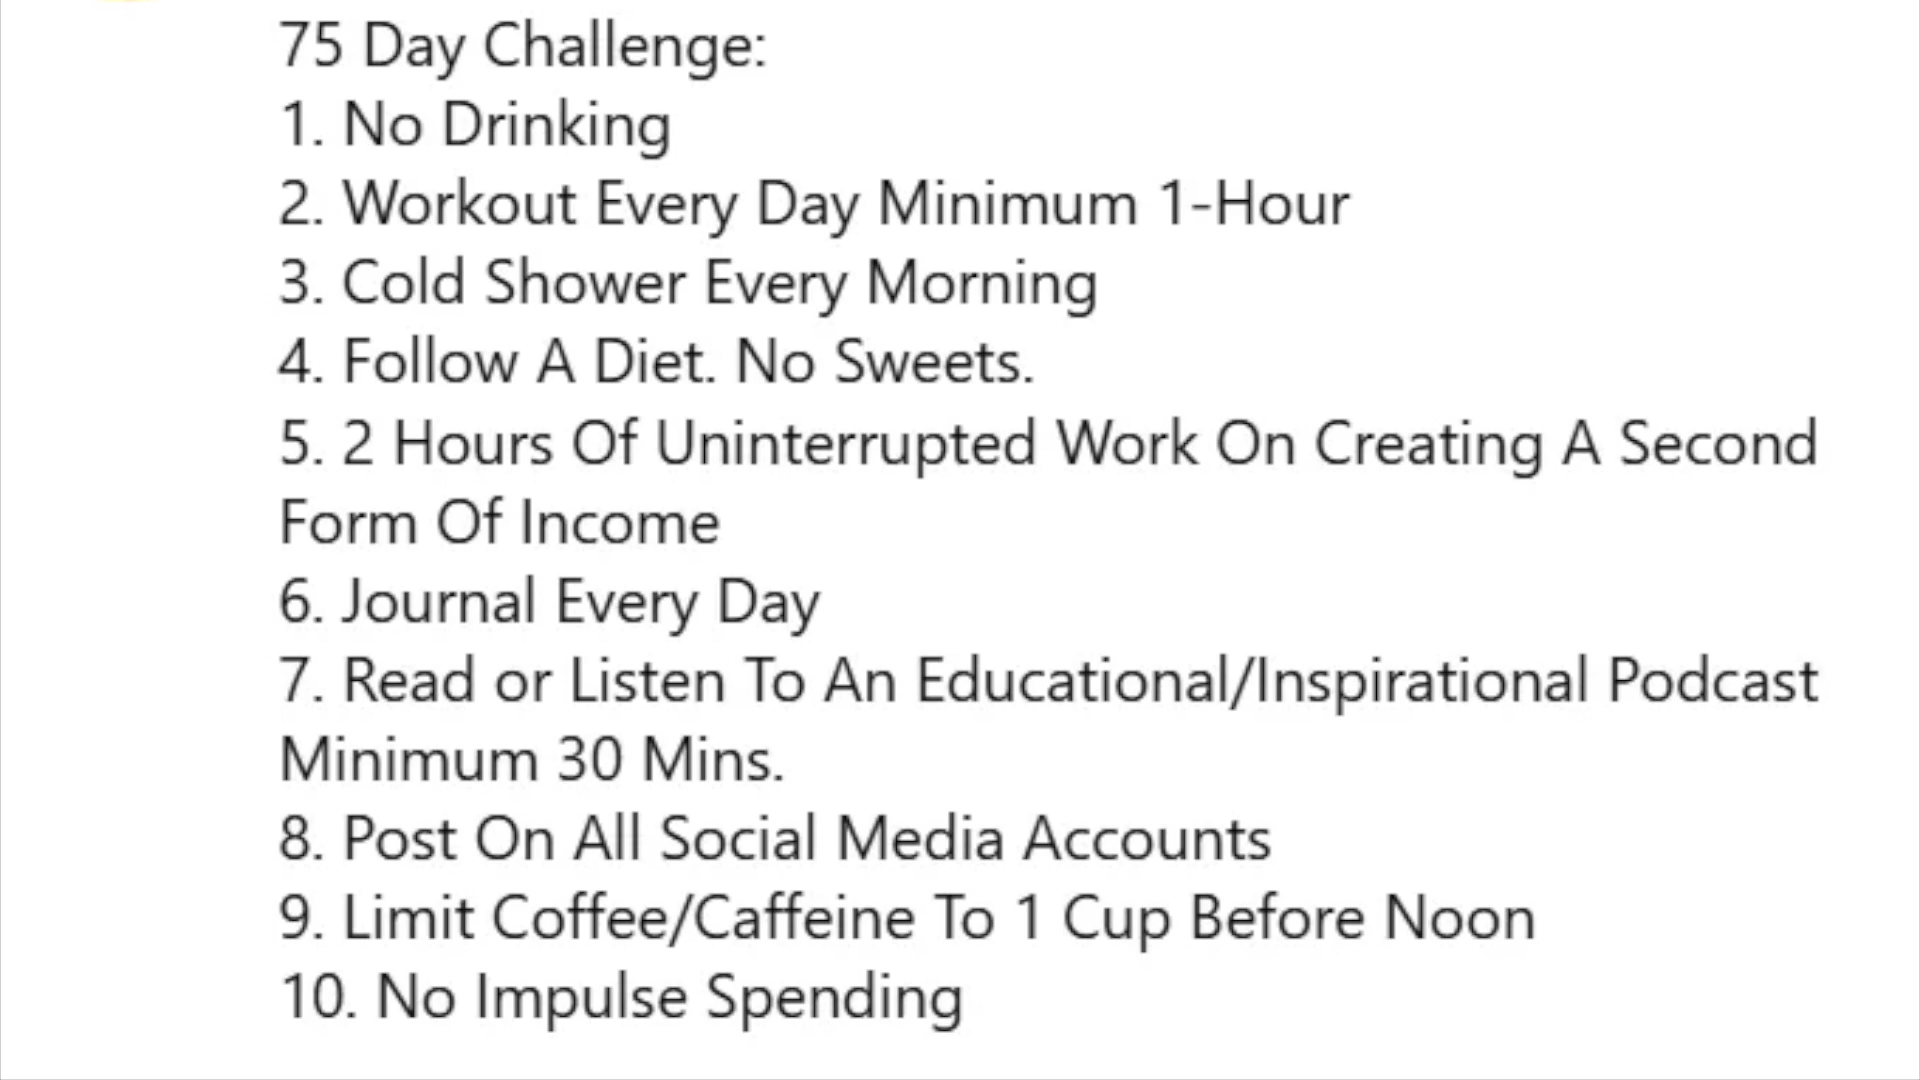 75 Day Challenge:
1. No Drinking
2. Workout Every Day Minimum 1-Hour
3. Cold Shower Every Morning
4. Follow A Diet. No Sweets.
5. 2 Hours Of Uninterrupted Work On Creating A Second
Form Of Income
6. Journal Every Day
7. Read or Listen To An Educational/Inspirational Podcast
Minimum 30 Mins.
8. Post On All Social Media Accounts
9. Limit Coffee/Caffeine To 1 Cup Before Noon
10. No Impulse Spending